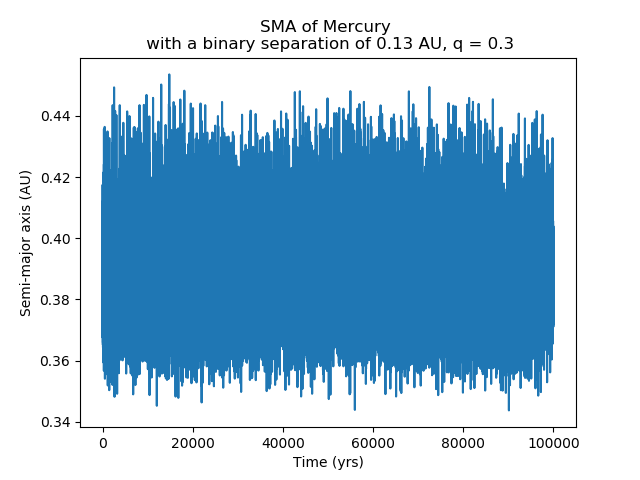 SMA of Mercury
with a binary separation of 0.13 AU, q = 0.3
Semi-major axis (AU)
0.44
0.42
0.40
0.38
0.36
0.34
0 20000 40000 60000 80000 100000
Time (yrs)